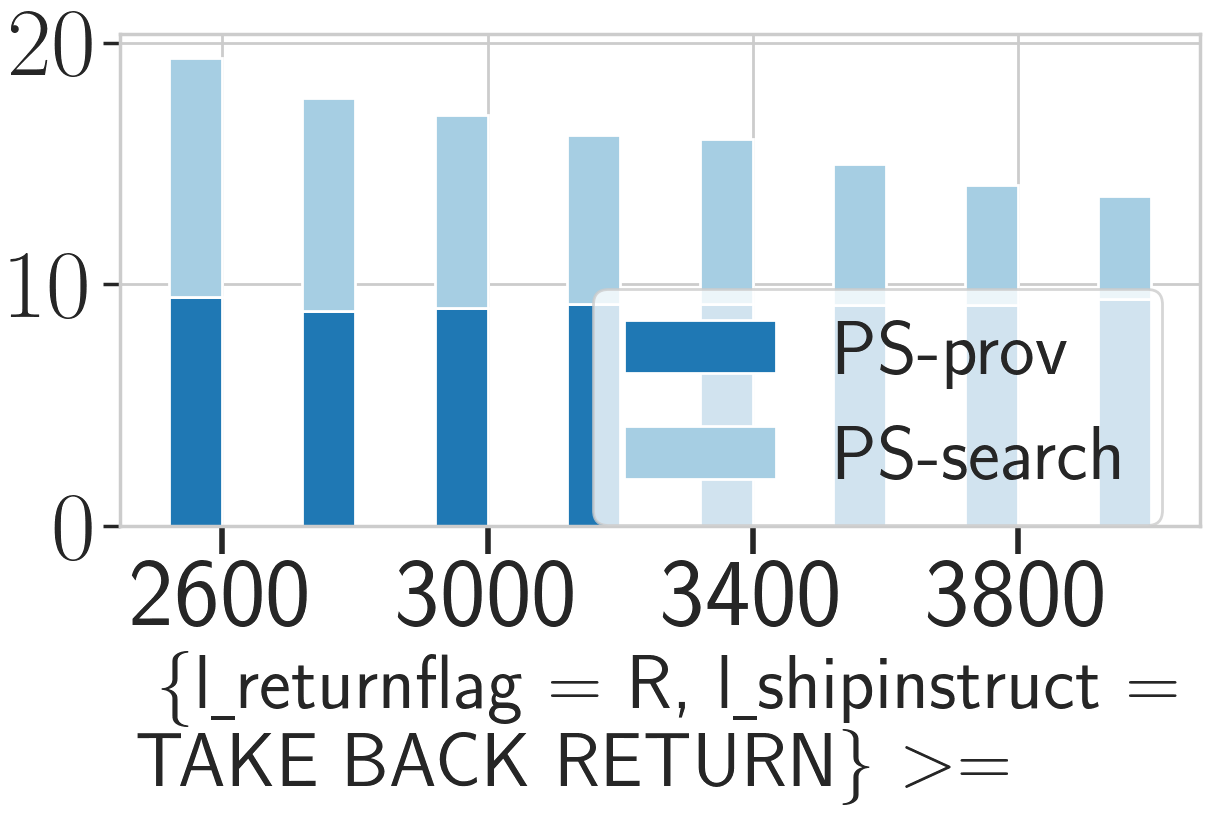 20
10
0
PS-prov
PS-search
2600 3000 3400 3800
{l_returnflag = R, l_shipinstruct =
TAKE BACK RETURN} >=